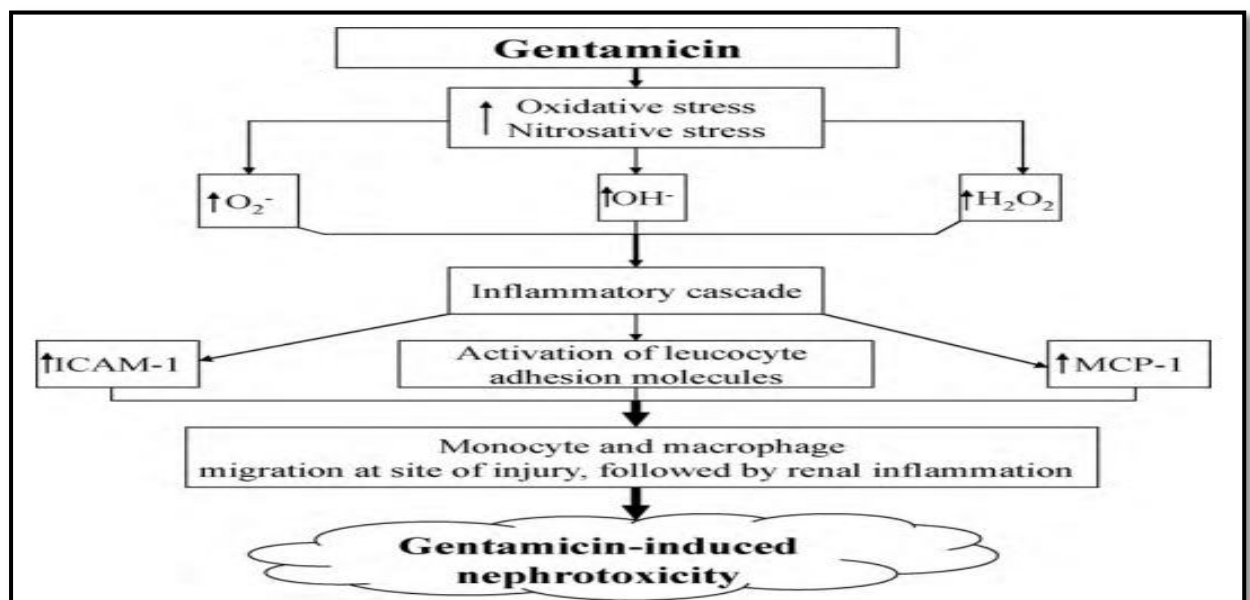 Gentamicin
↑ Oxidative stress
Nitrosative stress
↑O₂⁻
↑OH⁻
↑H₂O₂
Inflammatory cascade
↑ICAM-1
Activation of leucocyte
adhesion molecules
↑MCP-1
Monocyte and macrophage
migration at site of injury, followed by renal inflammation
Gentamicin-induced
nephrotoxicity